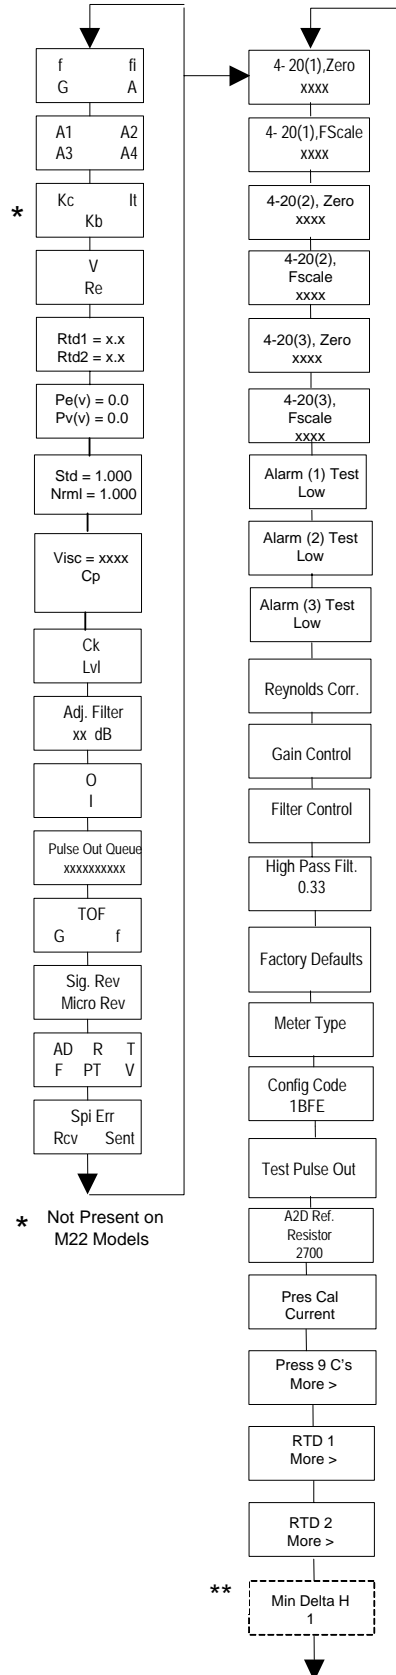 f fi
G A
A1 A2
A3 A4
* Kc It
Kb
V
Re
Rtd1 = x.x
Rtd2 = x.x
Pe(v) = 0.0
Pv(v) = 0.0
Std = 1.000
Nrml = 1.000
Visc = xxxx
Cp
Ck
Lvl
Adj. Filter
xx dB
O
I
Pulse Out Queue
xxxxxxxxxx
TOF
G f
Sig. Rev
Micro Rev
AD R T
F PT V
Spi Err
Rcv Sent
* Not Present on
M22 Models
4- 20(1),Zero
xxxx
4- 20(1),FScale
xxxx
4-20(2), Zero
xxxx
4-20(2),
Fscale
xxxx
4-20(3), Zero
xxxx
4-20(3),
Fscale
xxxx
Alarm (1) Test
Low
Alarm (2) Test
Low
Alarm (3) Test
Low
Reynolds Corr.
Gain Control
Filter Control
High Pass Filt.
0.33
Factory Defaults
Meter Type
Config Code
1BFE
Test Pulse Out
A2D Ref.
Resistor
2700
Pres Cal
Current
Press 9 C's
More >
RTD 1
More >
RTD 2
More >
** Min Delta H
1